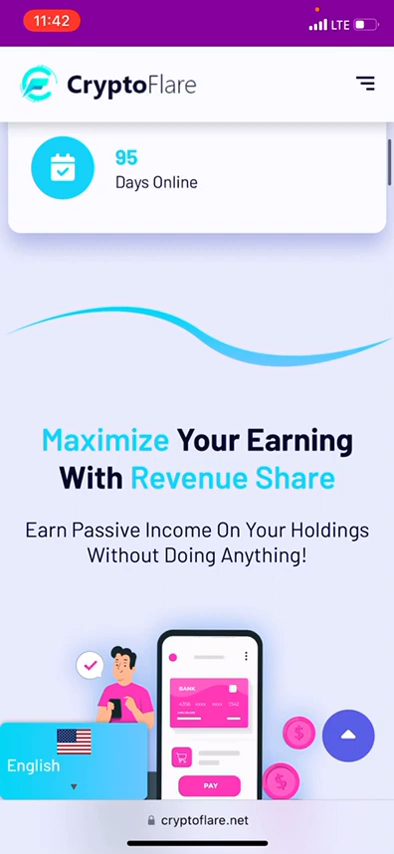 11:42
LTE
CryptoFlare
95
Days Online
Maximize Your Earning
With Revenue Share
Earn Passive Income On Your Holdings
Without Doing Anything!
BANK
PAY
English
cryptoflare.net